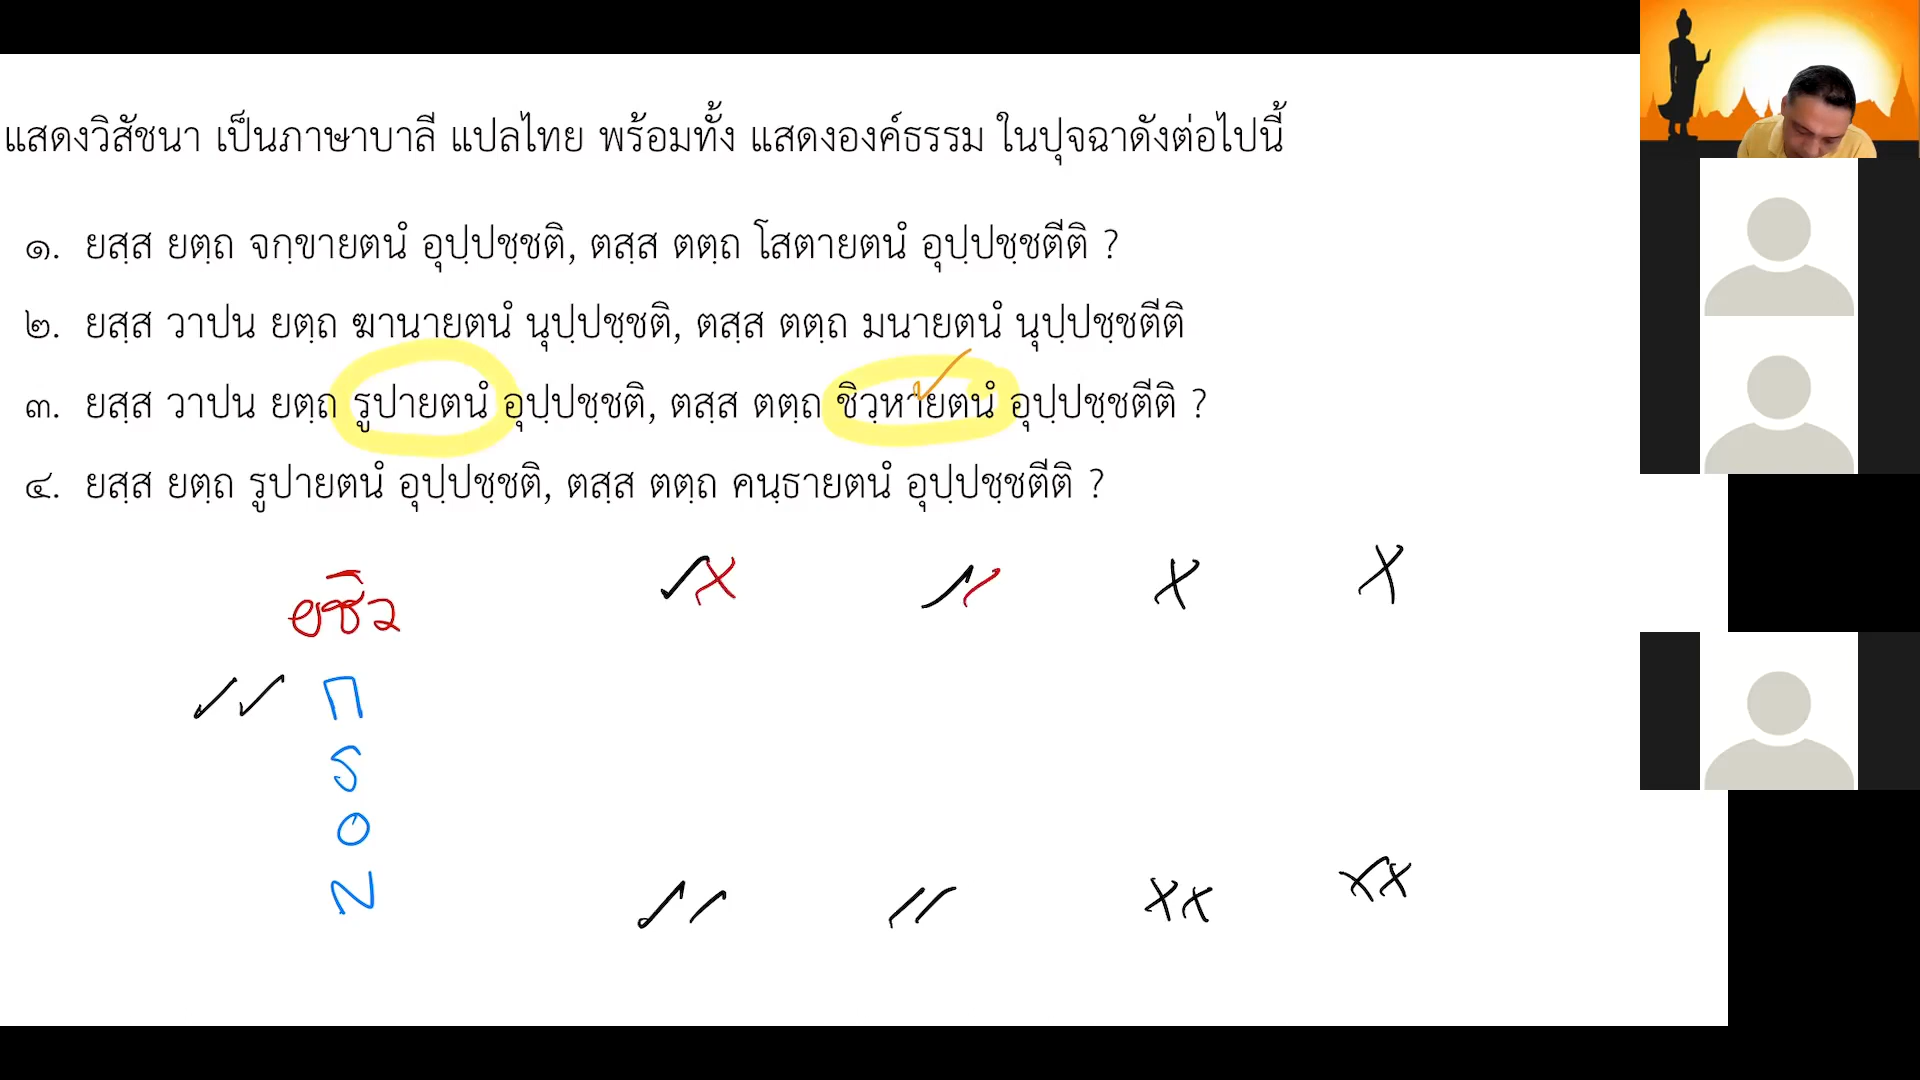 แสดงวิสัชนา เป็นภาษาบาลี แปลไทย พร้อมทั้ง แสดงองค์ธรรม ในปุจฉาดังต่อไปนี้
๑. ยสฺส ยตฺถ จกฺขายตนํ อุปฺปชฺชติ, ตสฺส ตตฺถ โสตายตนํ อุปฺปชฺชตีติ ?
๒. ยสฺส วาปน ยตฺถ ฆานายตนํ นุปฺปชฺชติ, ตสฺส ตตฺถ มนายตนํ นุปฺปชฺชตีติ
๓. ยสฺส วาปน ยตฺถ รูปายตนํ อุปฺปชฺชติ, ตสฺส ตตฺถ ชิวฺหายตนํ อุปฺปชฺชตีติ ?
๔. ยสฺส ยตฺถ รูปายตนํ อุปฺปชฺชติ, ตสฺส ตตฺถ คนฺธายตนํ อุปฺปชฺชตีติ ?